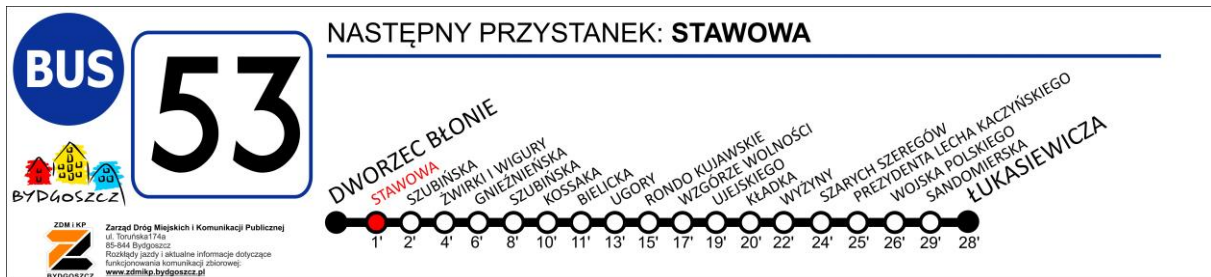 BUS
53
NASTĘPNY PRZYSTANEK: STAWOWA
BYDGOSZCZ
ZDM i KP
BYDGOSZCZ
Zarząd Dróg Miejskich i Komunikacji Publicznej
ul. Toruńska174a
85-844 Bydgoszcz
Rozkłady jazdy i aktualne informacje dotyczące
funkcjonowania komunikacji zbiorowej:
www.zdmikp.bydgoszcz.pl
DWORZEC BŁONIE
STAWOWA
SZUBIŃSKA
ŻWIRKI I WIGURY
GNIEŹNIEŃSKA
SZUBIŃSKA
KOSSAKA
BIELICKA
UGORY
RONDO KUJAWSKIE
WZGÓRZE WOLNOŚCI
UJEJSKIEGO
KŁADKA
WYŻYNY
SZARYCH SZEREGÓW
PREZYDENTA LECHA KACZYŃSKIEGO
WOJSKA POLSKIEGO
SANDOMIERSKA
ŁUKASIEWICZA
1' 2' 4' 6' 8' 10' 11' 13' 15' 17' 19' 20' 22' 24' 25' 26' 29' 28'